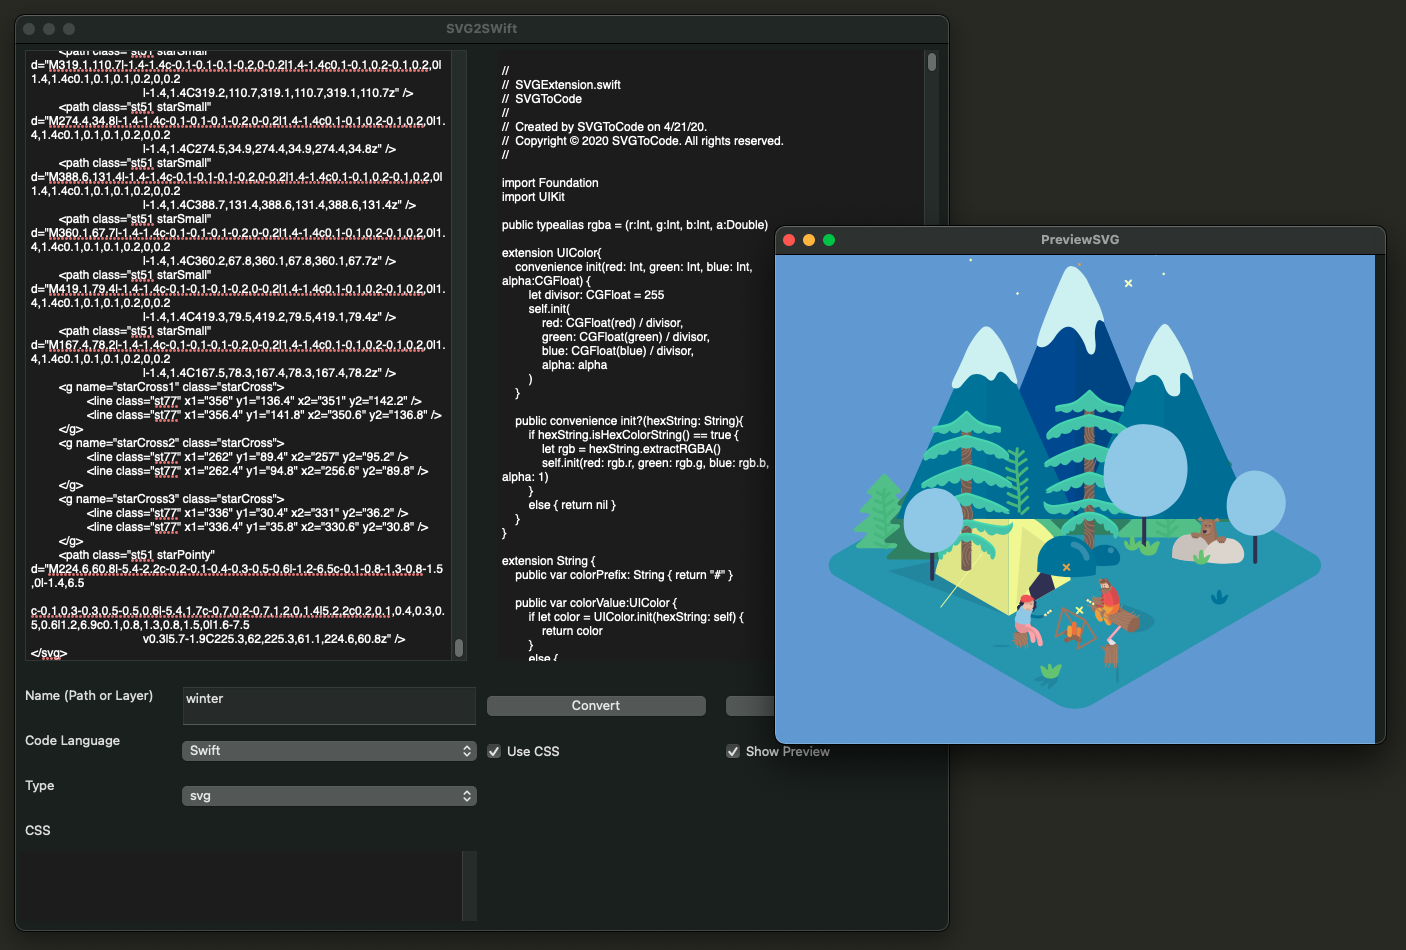 SVG2SWift
<path class="st51 starSmall"
d="M319.1,110.7l-1.4-1.4c-0.1-0.1-0.1-0.2,0-0.2l1.4-1.4c0.1-0.1,0.2-0.1,0.2,0l
1.4,1.4c0.1,0.1,0.1,0.2,0,0.2
l-1.4,1.4C319.2,110.7,319.1,110.7,319.1,110.7z" />
<path class="st51 starSmall"
d="M274.4,34.8l-1.4-1.4c-0.1-0.1-0.1-0.2,0-0.2l1.4-1.4c0.1-0.1,0.2-0.1,0.2,0l1.
4,1.4c0.1,0.1,0.1,0.2,0,0.2
l-1.4,1.4C274.5,34.9,274.4,34.9,274.4,34.8z" />
<path class="st51 starSmall"
d="M388.6,131.4l-1.4-1.4c-0.1-0.1-0.1-0.2,0-0.2l1.4-1.4c0.1-0.1,0.2-0.1,0.2,0l
1.4,1.4c0.1,0.1,0.1,0.2,0,0.2
l-1.4,1.4C388.7,131.4,388.6,131.4,388.6,131.4z" />
<path class="st51 starSmall"
d="M360.1,67.7l-1.4-1.4c-0.1-0.1-0.1-0.2,0-0.2l1.4-1.4c0.1-0.1,0.2-0.1,0.2,0l1.
4,1.4c0.1,0.1,0.1,0.2,0,0.2
l-1.4,1.4C360.2,67.8,360.1,67.8,360.1,67.7z" />
<path class="st51 starSmall"
d="M419.1,79.4l-1.4-1.4c-0.1-0.1-0.1-0.2,0-0.2l1.4-1.4c0.1-0.1,0.2-0.1,0.2,0l1.
4,1.4c0.1,0.1,0.1,0.2,0,0.2
l-1.4,1.4C419.3,79.5,419.2,79.5,419.1,79.4z" />
<path class="st51 starSmall"
d="M167.4,78.2l-1.4-1.4c-0.1-0.1-0.1-0.2,0-0.2l1.4-1.4c0.1-0.1,0.2-0.1,0.2,0l1.
4,1.4c0.1,0.1,0.1,0.2,0,0.2
l-1.4,1.4C167.5,78.3,167.4,78.3,167.4,78.2z" />
<g name="starCross1" class="starCross">
<line class="st77" x1="356" y1="136.4" x2="351" y2="142.2" />
<line class="st77" x1="356.4" y1="141.8" x2="350.6" y2="136.8" />
</g>
<g name="starCross2" class="starCross">
<line class="st77" x1="262" y1="89.4" x2="257" y2="95.2" />
<line class="st77" x1="262.4" y1="94.8" x2="256.6" y2="89.8" />
</g>
<g name="starCross3" class="starCross">
<line class="st77" x1="336" y1="30.4" x2="331" y2="36.2" />
<line class="st77" x1="336.4" y1="35.8" x2="330.6" y2="30.8" />
</g>
<path class="st51 starPointy"
d="M224.6,60.8l-5.4-2.2c-0.2-0.1-0.4-0.3-0.5-0.6l-1.2-6.5c-0.1-0.8-1.3-0.8-1.5
,0l-1.4,6.5
c-0.1,0.3-0.3,0.5-0.5,0.6l-5.4,1.7c-0.7,0.2-0.7,1.2,0,1.4l5.2,2c0.2,0.1,0.4,0.3,0.
5,0.6l1.2,6.9c0.1,0.8,1.3,0.8,1.5,0l1.6-7.5
v0.3l5.7-1.9C225.3,62,225.3,61.1,224.6,60.8z"/>
</svg>
//
// SVGExtension.swift
// SVGToCode
//
// Created by SVGToCode on 4/21/20.
// Copyright © 2020 SVGToCode. All rights reserved.
//
import Foundation
import UIKit
public typealias rgba = (r:Int, g:Int, b:Int, a:Double)
extension UIColor{
convenience init(red: Int, green: Int, blue: Int,
alpha:CGFloat) {
let divisor: CGFloat = 255
self.init(
red: CGFloat(red) / divisor,
green: CGFloat(green) / divisor,
blue: CGFloat(blue) / divisor,
alpha: alpha
)
}
public convenience init?(hexString: String){
if hexString.isHexColorString() == true {
let rgb = hexString.extractRGBA()
self.init(red: rgb.r, green: rgb.g, blue: rgb.b,
alpha: 1)
}
else { return nil }
}
}
extension String {
public var colorPrefix: String { return "#" }
public var colorValue:UIColor {
if let color = UIColor.init(hexString: self) {
return color
}
else {
PreviewSVG
Name (Path or Layer)
winter
Convert
Code Language
Swift
Use CSS
Show Preview
Type
svg
CSS